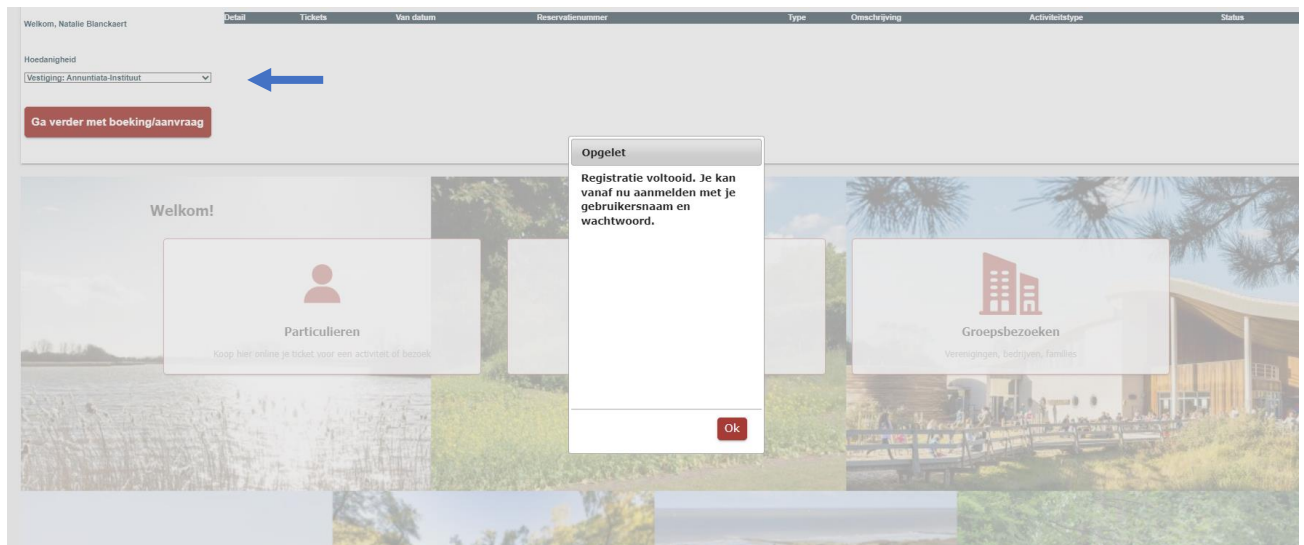 Welkom, Natalie Blanckaert
Detail Tickets Van datum Reservatienummer Type Omschrijving Activiteitstype Status
Hoedanigheid
Vestiging: Annuntiata-Instituut
Ga verder met boeking/aanvraag
Opgelet
Registratie voltooid. Je kan
vanaf nu aanmelden met je
gebruikersnaam en
wachtwoord.
Ok
Welkom!
Particulieren
Koop hier online je ticket voor een activiteit of bezoek
Groepsbezoeken
Verenigingen, bedrijven, families